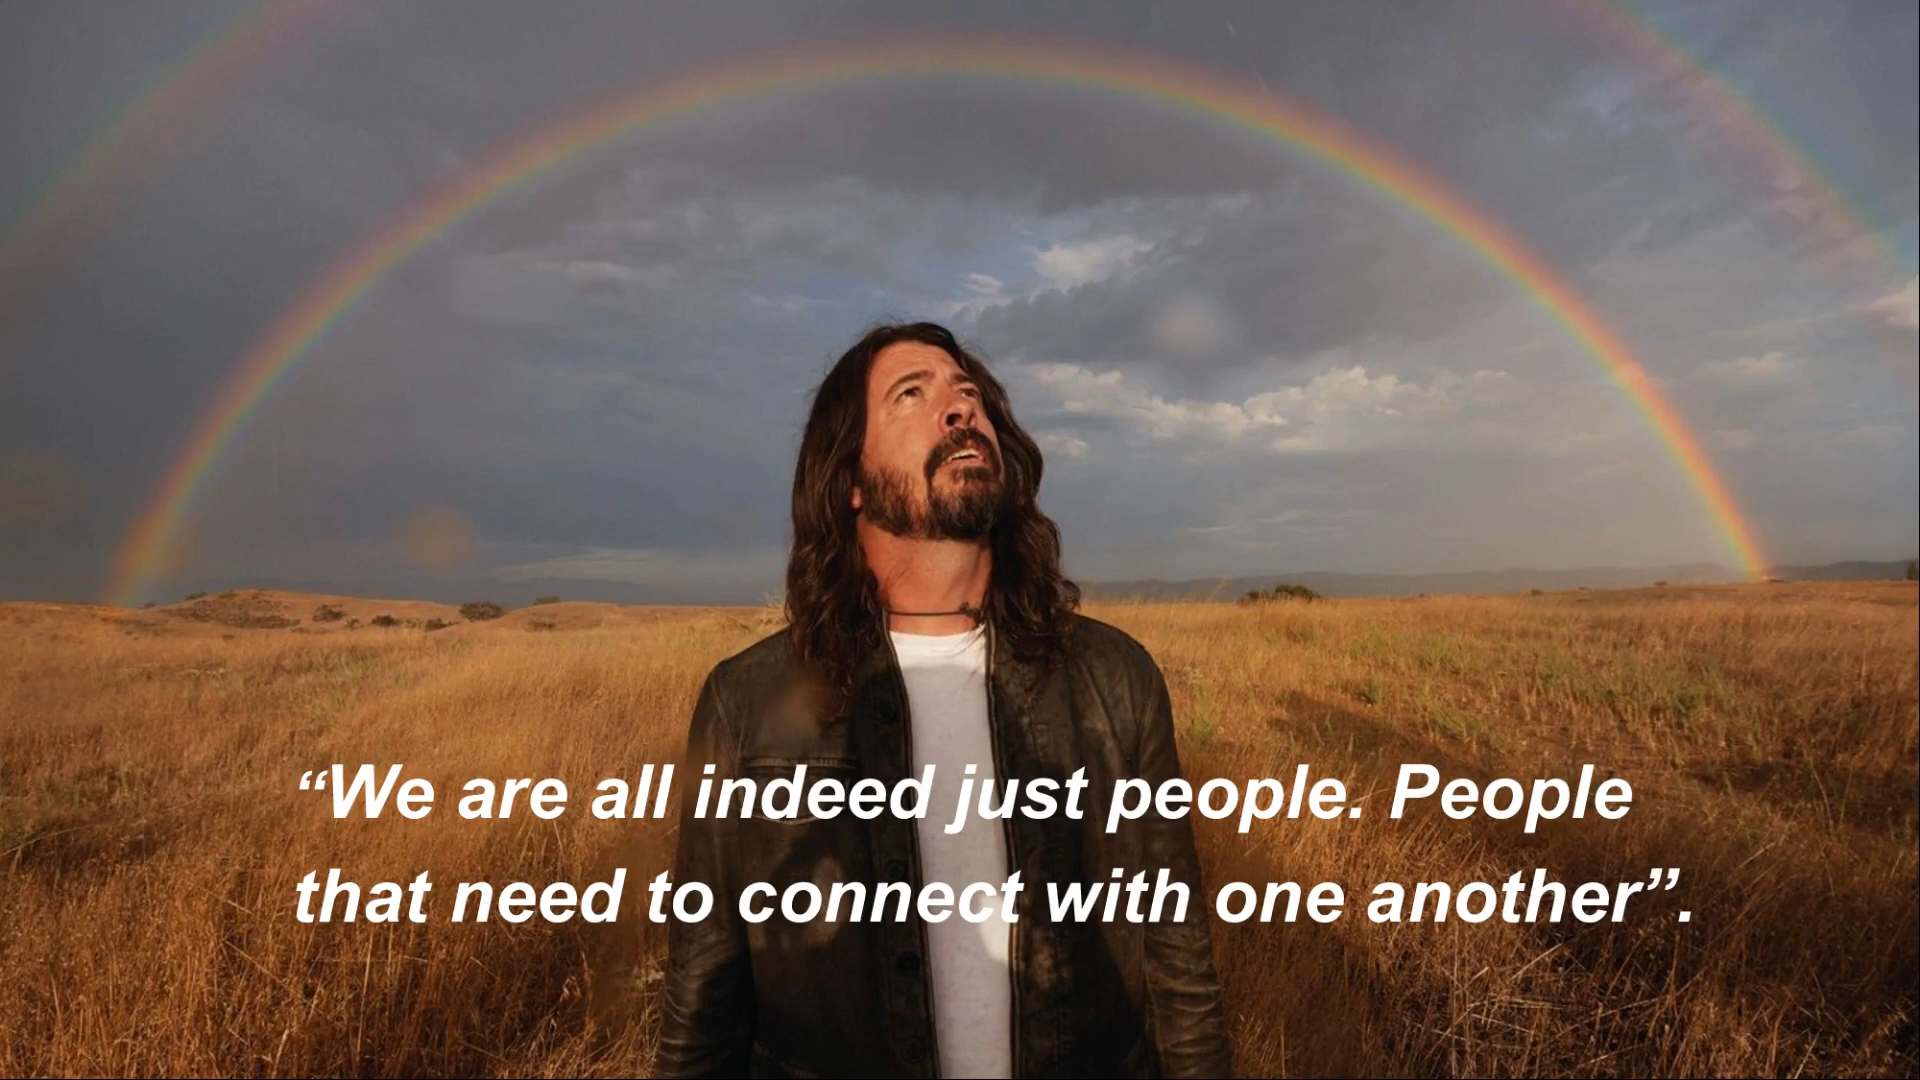 “We are all indeed just people. People
that need to connect with one another”.